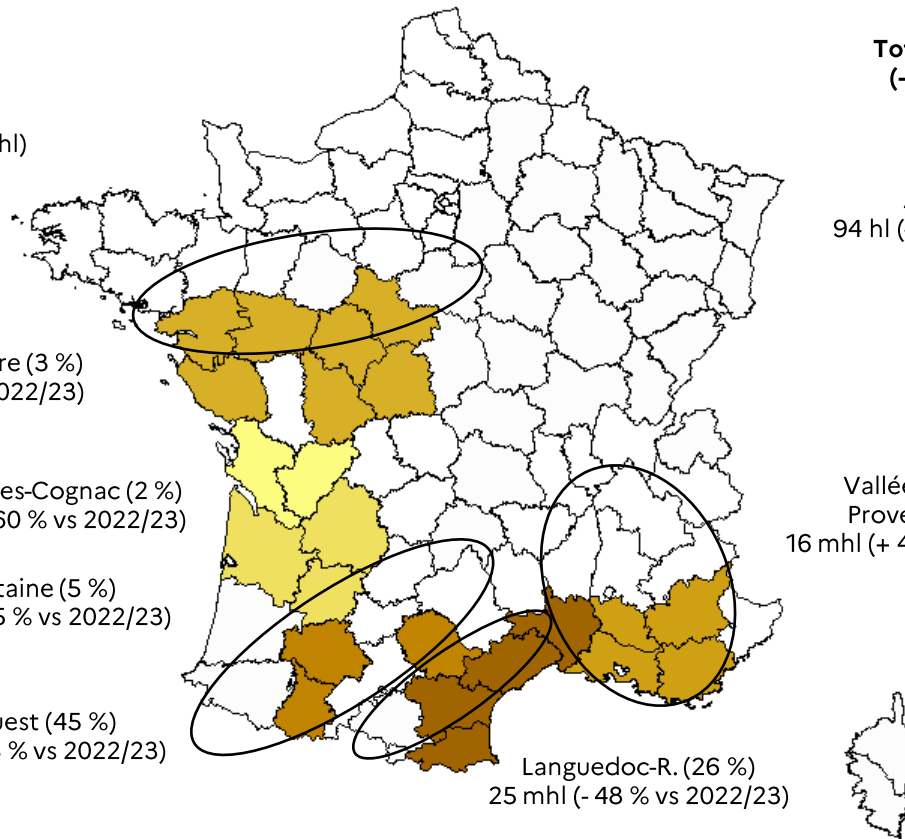 (-
hl)
94 hl (
re (3 %)
2022/23)
es-Cognac (2 %)
60 % vs 2022/23)
Vallé
Prove
16 mhl (+ 4
taine (5 %)
5 % vs 2022/23)
uest (45 %)
% vs 2022/23)
Languedoc-R. (26 %)
25 mhl (- 48 % vs 2022/23)